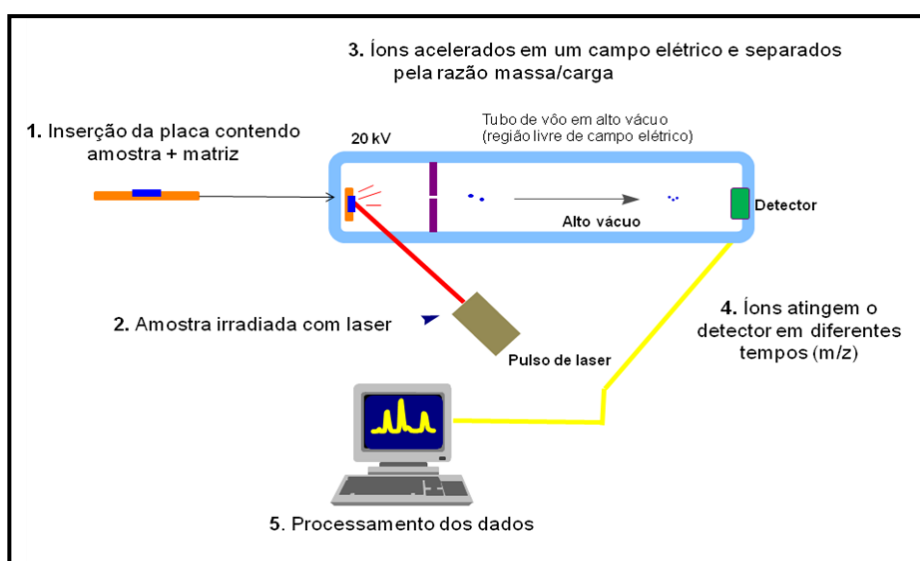 3. Íons acelerados em um campo elétrico e separados
pela razão massa/carga
1. Inserção da placa contendo
amostra + matriz
20 kV
Tubo de vôo em alto vácuo
(região livre de campo elétrico)
Detector
Alto vácuo
2. Amostra irradiada com laser
Pulso de laser
4. Íons atingem o
detector em diferentes
tempos (m/z)
5. Processamento dos dados